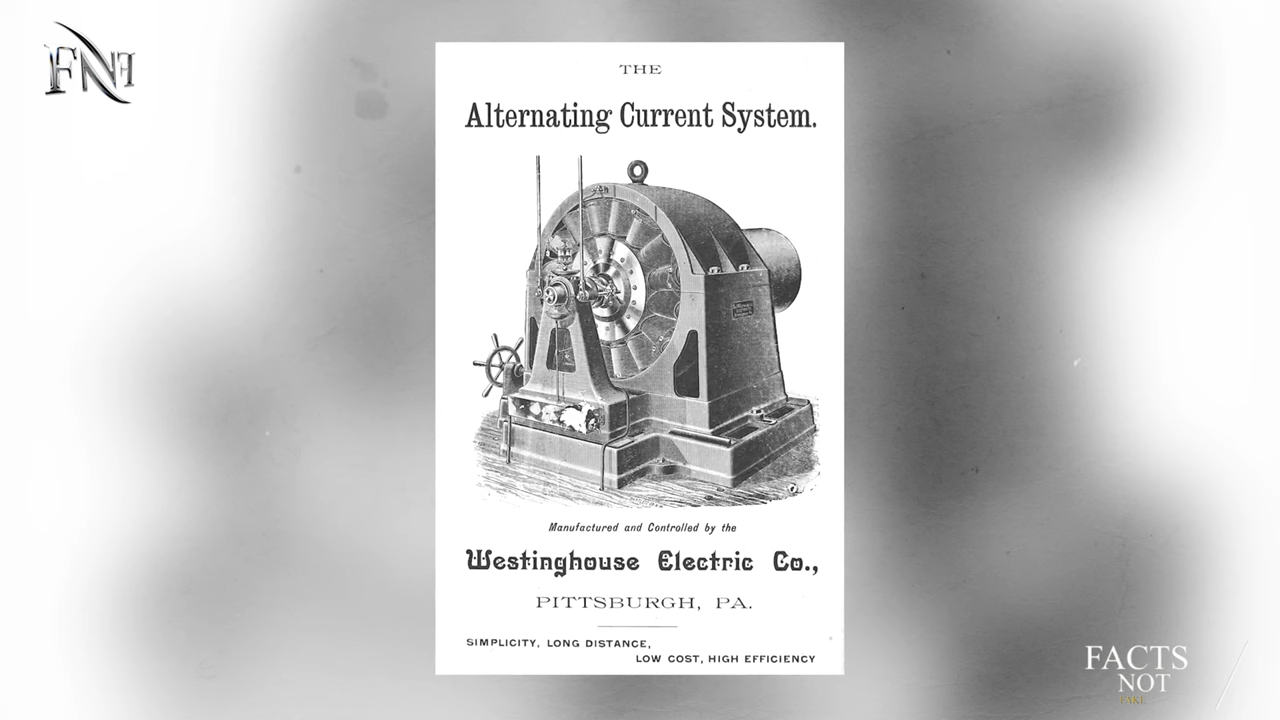 FNF
THE
Alternating Current System.
Manufactured and Controlled by the
Westinghouse Electric Co.,
PITTSBURGH, PA.
SIMPLICITY, LONG DISTANCE,
LOW COST, HIGH EFFICIENCY
FACTS
NOT
FAKE